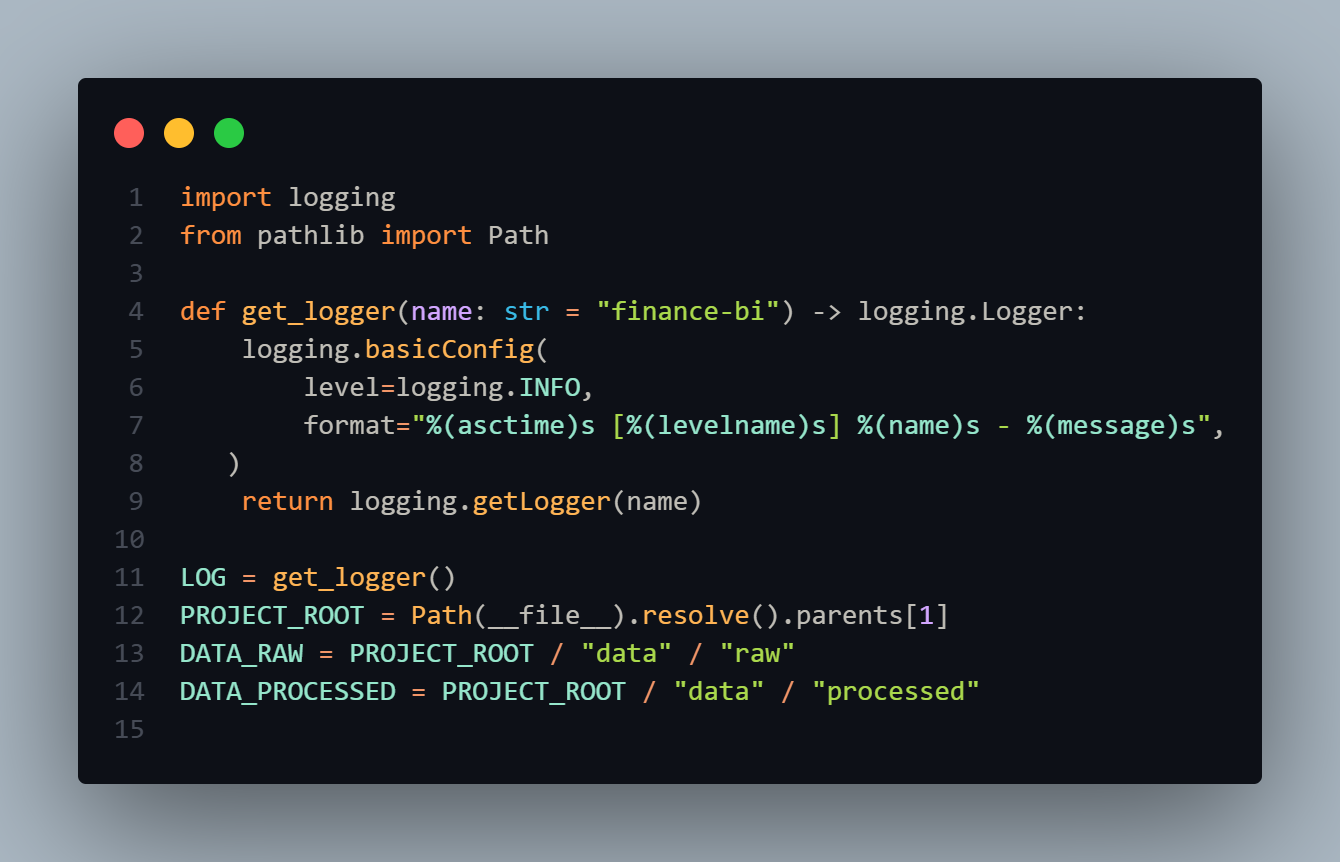 1 import logging
2 from pathlib import Path
3
4 def get_logger(name: str = "finance-bi") -> logging.Logger:
5     logging.basicConfig(
6         level=logging.INFO,
7         format="%(asctime)s [%(levelname)s] %(name)s - %(message)s",
8    )
9     return logging.getLogger(name)
10
11 LOG = get_logger()
12 PROJECT_ROOT = Path(__file__).resolve().parents[1]
13 DATA_RAW = PROJECT_ROOT / "data" / "raw"
14 DATA_PROCESSED = PROJECT_ROOT / "data" / "processed"
15